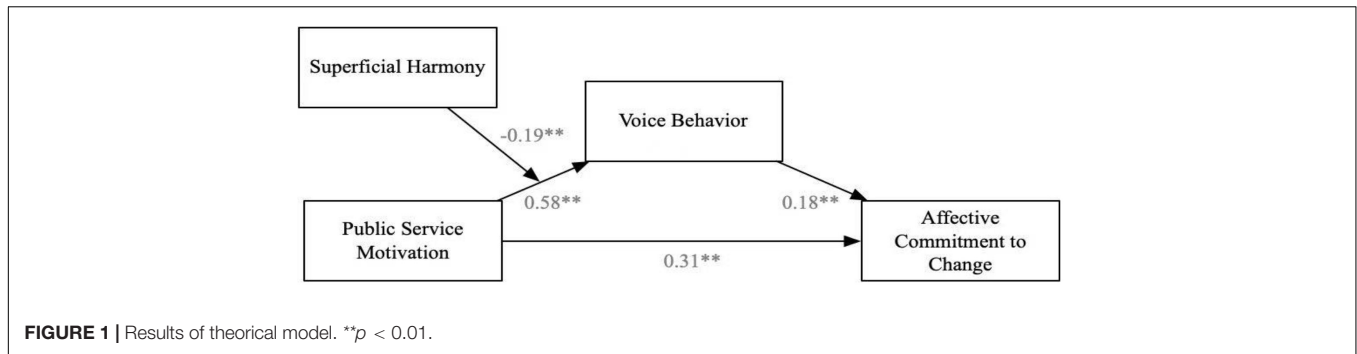 Superficial Harmony
Voice Behavior
-0.19**
0.58**
0.18**
Public Service
Motivation
Affective
Commitment to
Change
0.31**
FIGURE 1 | Results of theorical model. **p < 0.01.